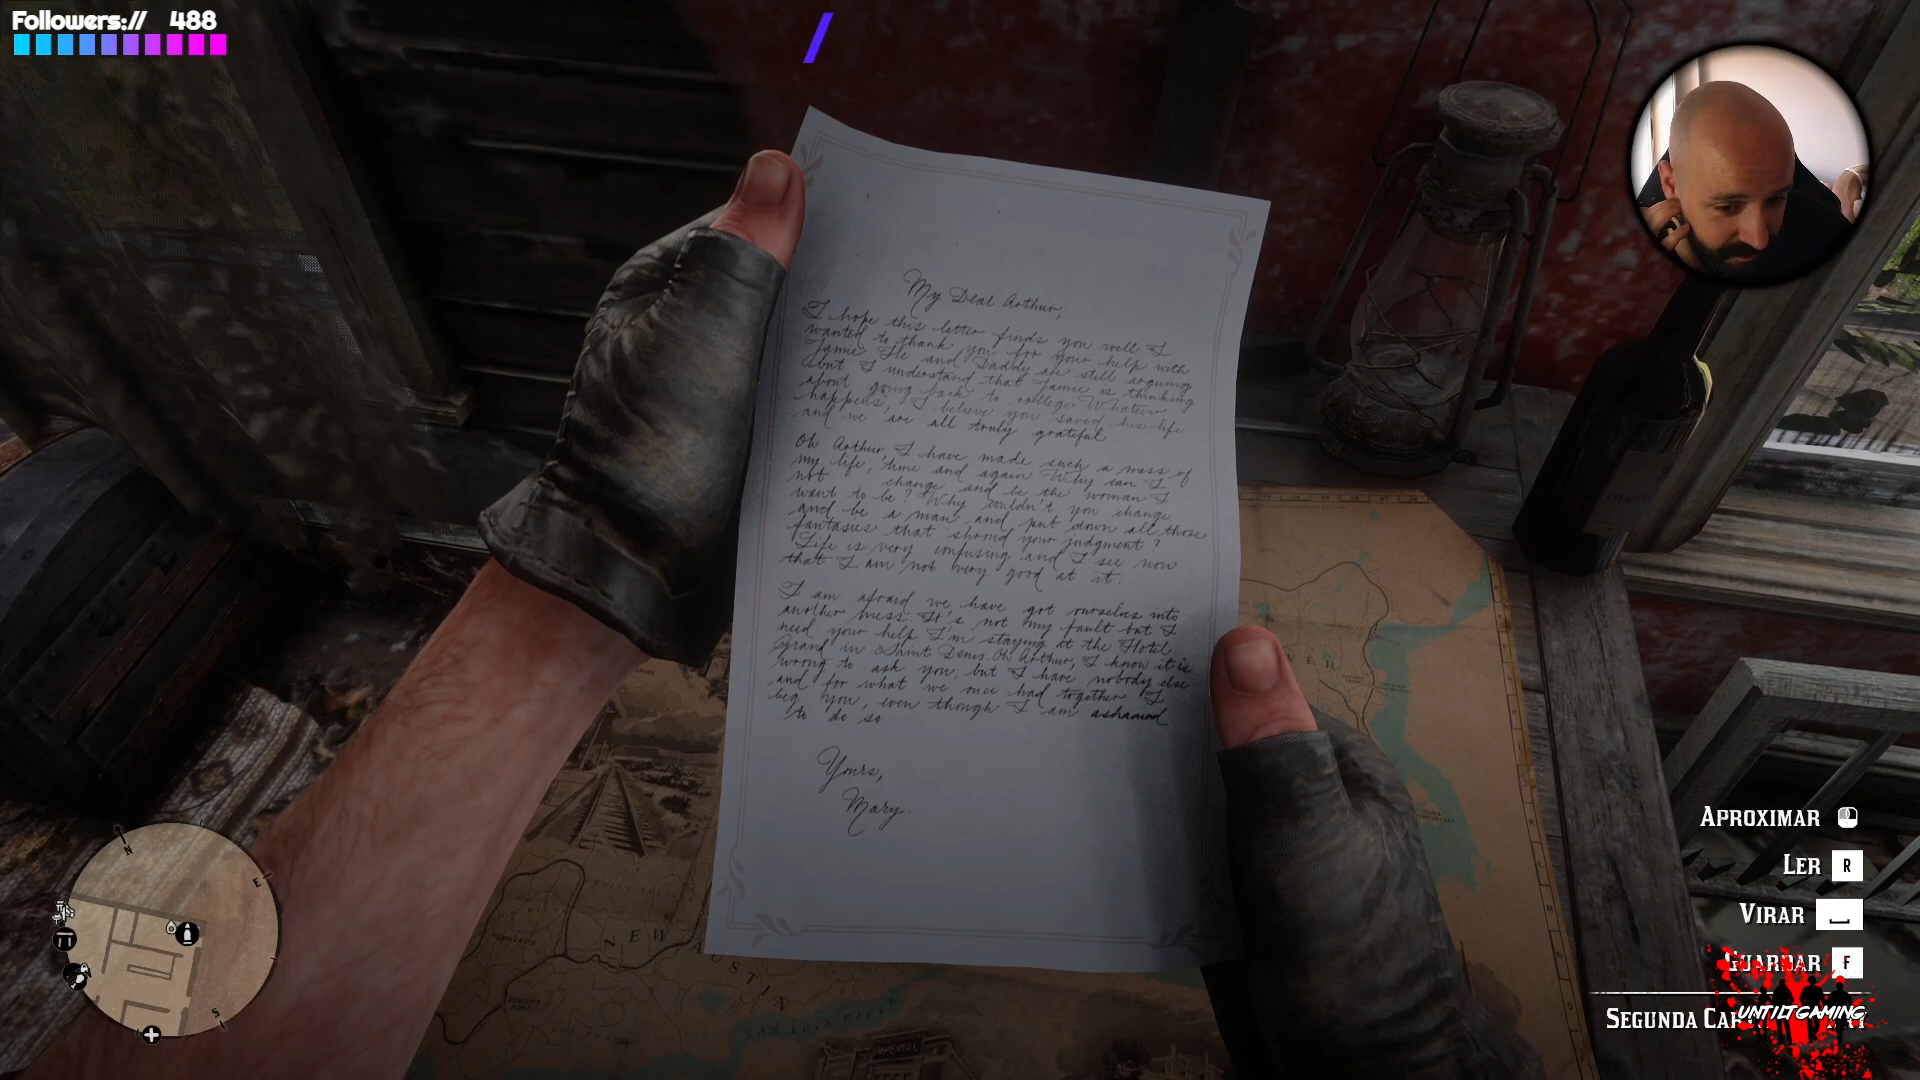 Followers:// 488
My Dear Arthur,
I hope this letter finds you well I
wanted to thank you for your help with
Jamie He and Daddy are still arguing
but I understand that Jamie is thinking
about going back to college. Whatever
happens, I believe you saved his life
and we are all truly grateful.
Oh Arthur I have made such a mess of
my life, time and again Why can I
not change and be the woman I
want to be? Why couldn't you change
and be a man and put down all those
fantasies that shroud your judgment?
Life is very confusing and I see now
that I am not very good at it.
I am afraid we have got ourselves into
another mess It's not my fault but I
need your help I'm staying at the Hotel
Grand in Saint Denis. Oh Arthur, I know it is
wrong to ask you, but I have nobody else
and for what we once had together I
beg you, even though I am ashamed
to do so
Yours,
Mary.
NEW AUSTIN
SAN LUIS RIVER
IMPERIAL
N
E
S
Aproximar
Ler R
Virar
Guardar F
Segunda
UNTILTGAMING